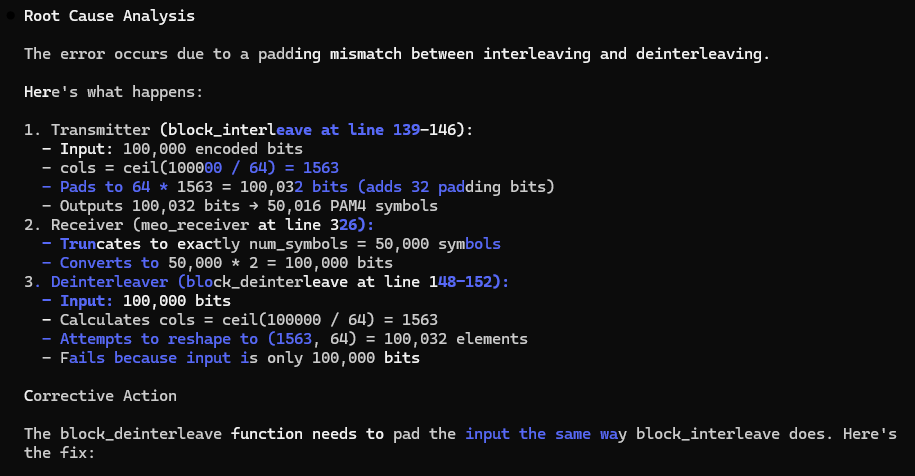 ● Root Cause Analysis
The error occurs due to a padding mismatch between interleaving and deinterleaving.
Here's what happens:
1. Transmitter (block_interleave at line 139-146):
- Input: 100,000 encoded bits
- cols = ceil(100000 / 64) = 1563
- Pads to 64 * 1563 = 100,032 bits (adds 32 padding bits)
- Outputs 100,032 bits → 50,016 PAM4 symbols
2. Receiver (meo_receiver at line 326):
- Truncates to exactly num_symbols = 50,000 symbols
- Converts to 50,000 * 2 = 100,000 bits
3. Deinterleaver (block_deinterleave at line 148-152):
- Input: 100,000 bits
- Calculates cols = ceil(100000 / 64) = 1563
- Attempts to reshape to (1563, 64) = 100,032 elements
- Fails because input is only 100,000 bits
Corrective Action
The block_deinterleave function needs to pad the input the same way block_interleave does. Here's
the fix: